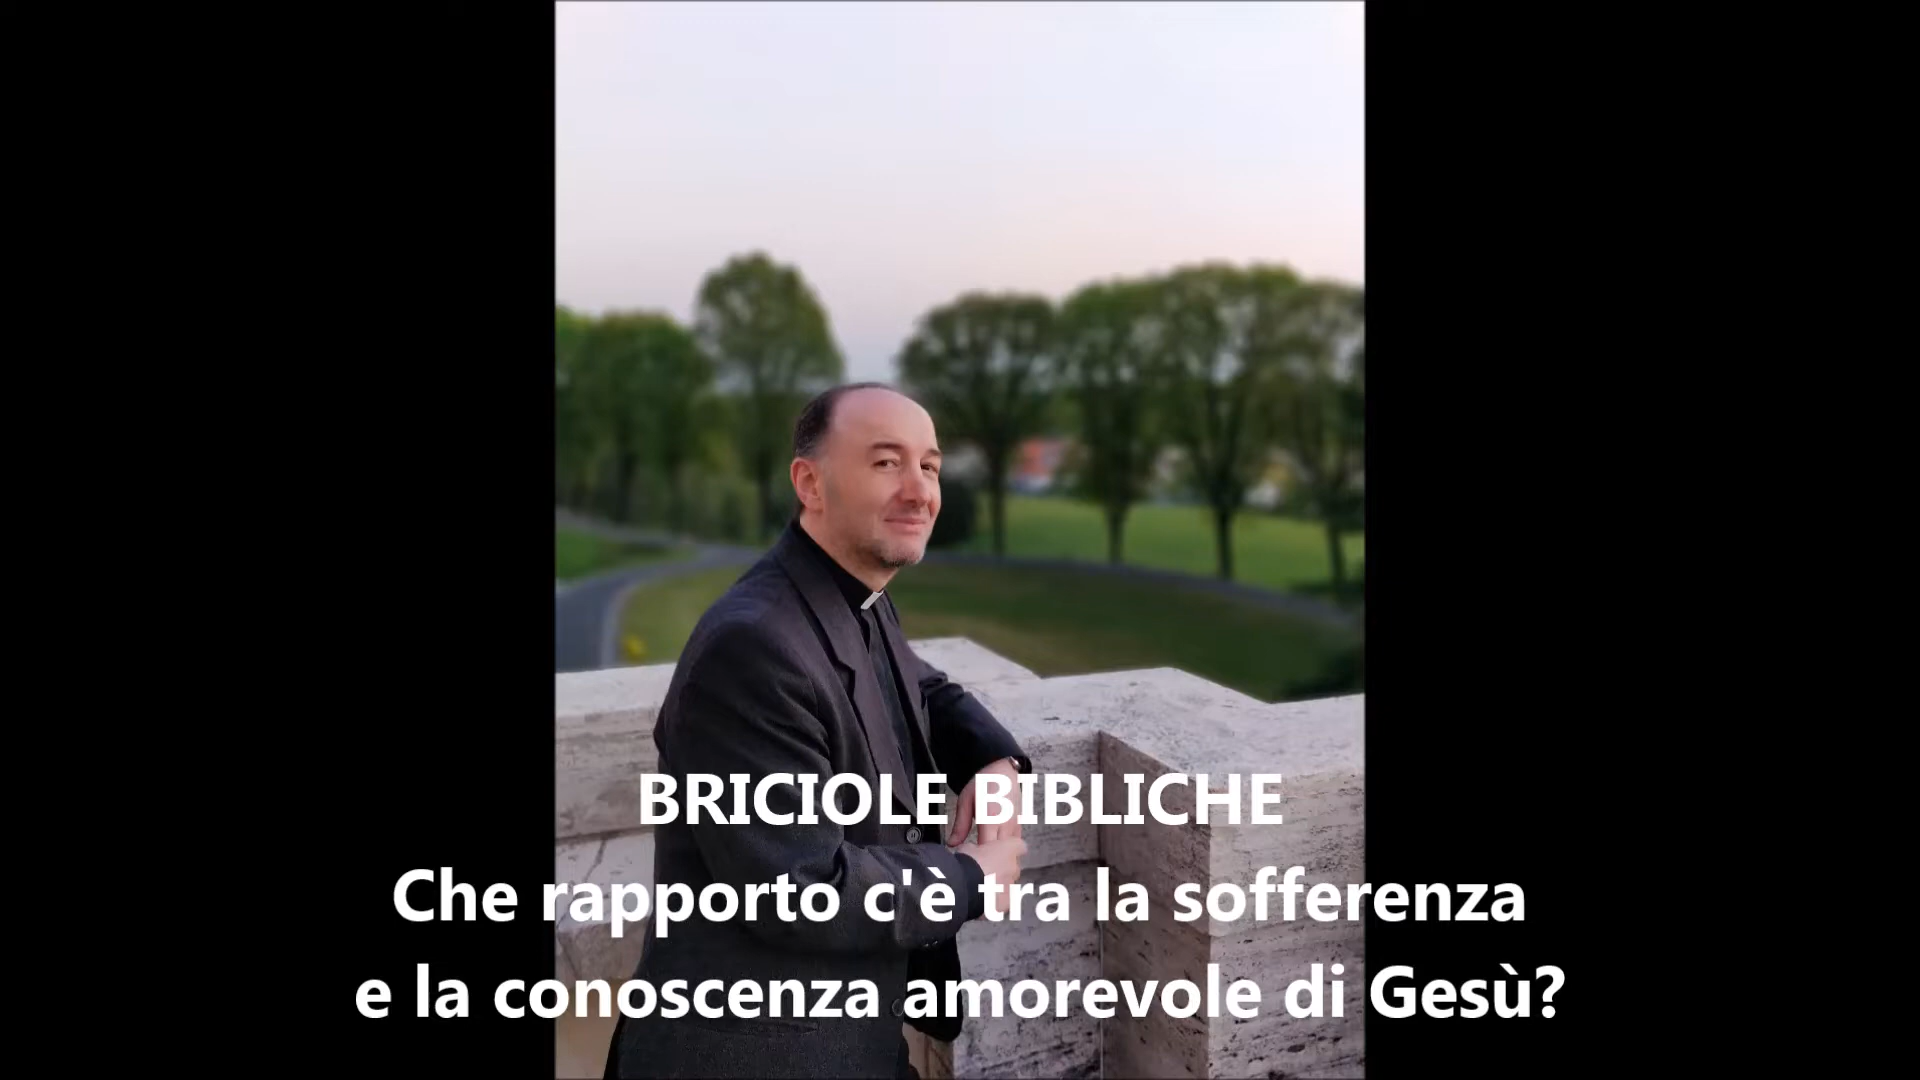 BRICIOLE BIBLICHE
Che rapporto c'è tra la sofferenza
e la conoscenza amorevole di Gesù?